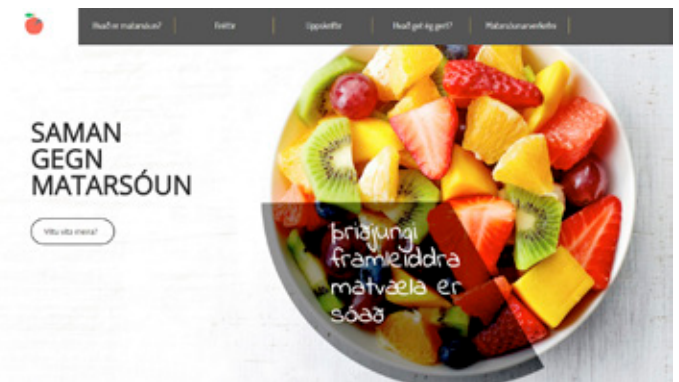 Hvað er matarsóun?
Fréttir
Uppskriftir
Hvað get ég gert?
Matarsóunarverkefni
SAMAN
GEGN
MATARSÓUN
Viltu vita meira?
þriðjungi
framleiddra
matvæla er
sóað